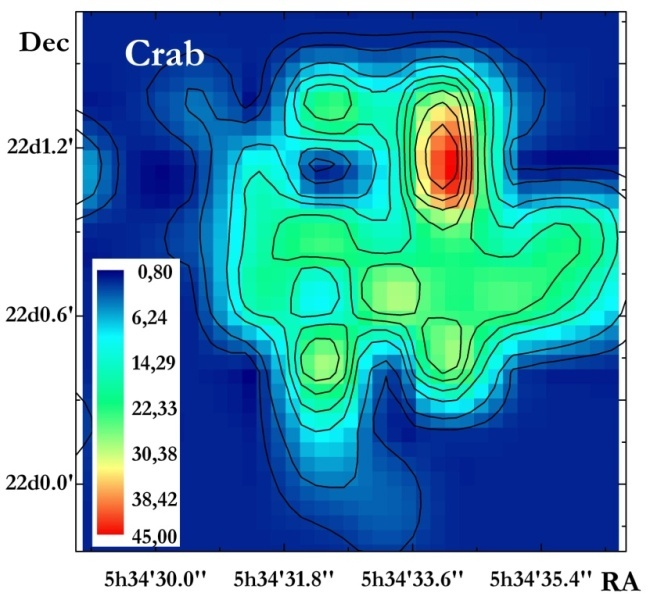 Dec
Crab
22d1.2'
22d0.6'
22d0.0'
0,80
6,24
14,29
22,33
30,38
38,42
45,00
5h34'30.0'' 5h34'31.8'' 5h34'33.6'' 5h34'35.4'' RA